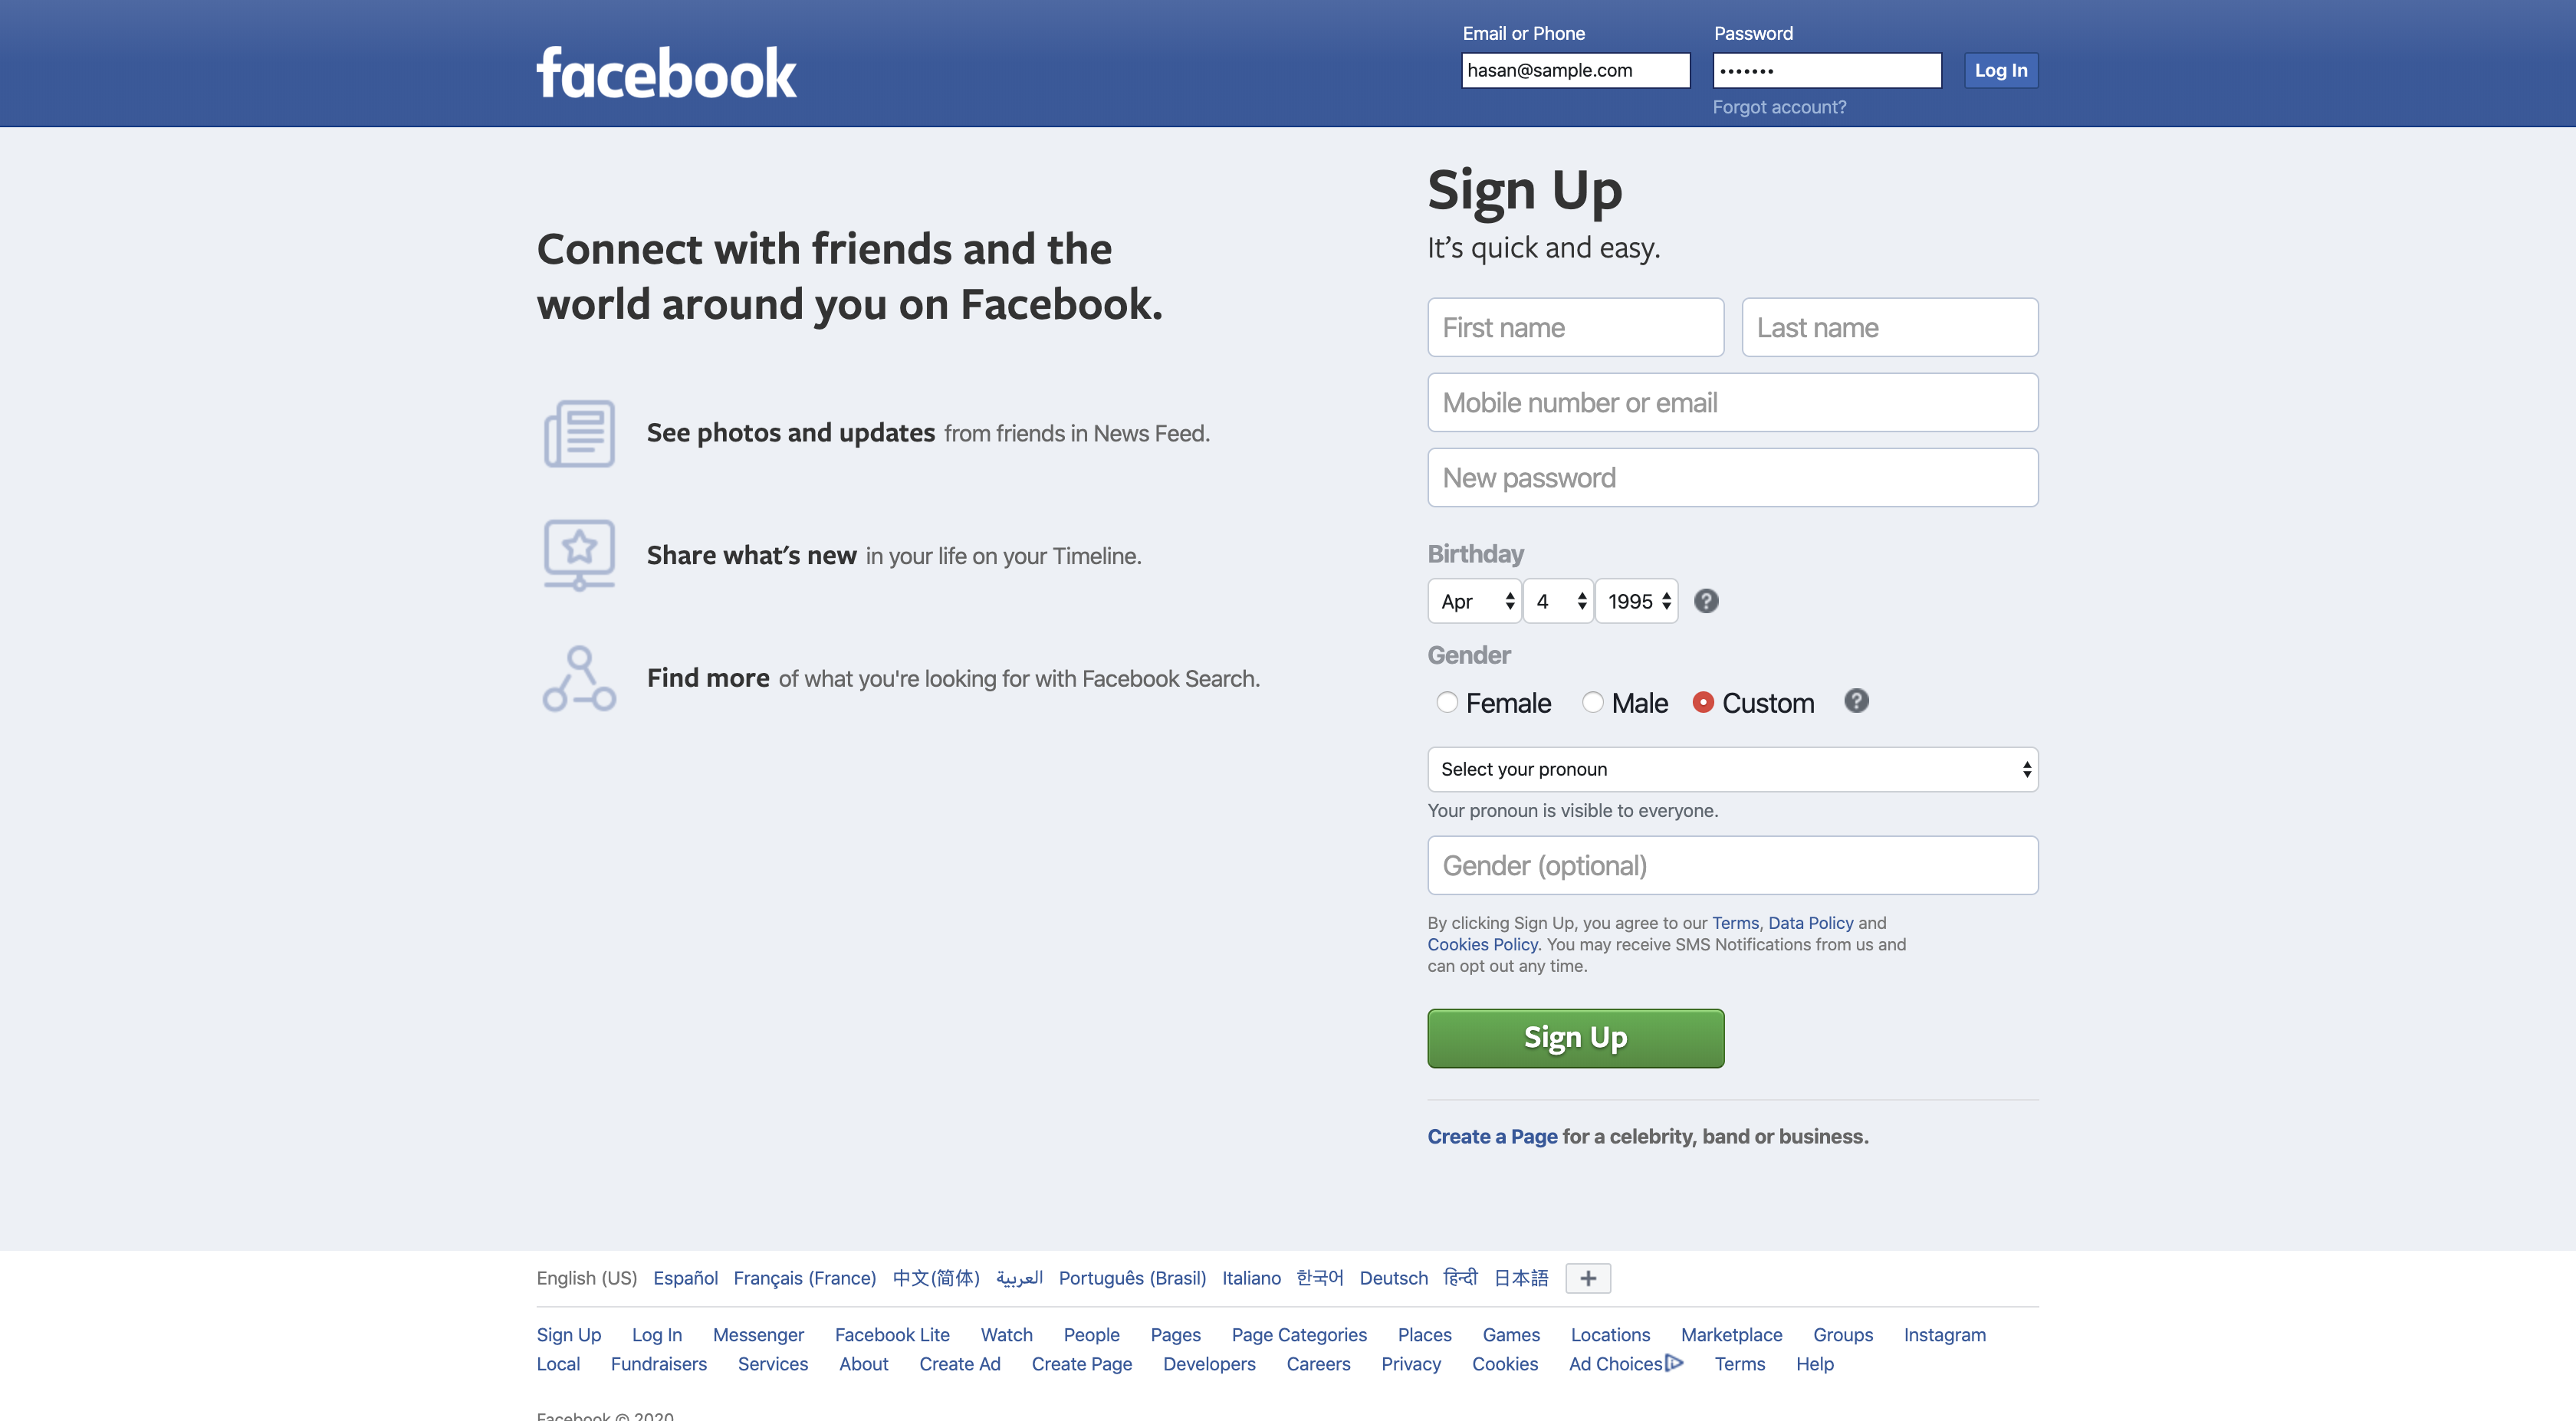 facebook
Email or Phone
Password
hasan@sample.com
•••••••
Log In
Forgot account?
Connect with friends and the
world around you on Facebook.
See photos and updates from friends in News Feed.
Share what's new in your life on your Timeline.
Find more of what you're looking for with Facebook Search.
Sign Up
It's quick and easy.
First name
Last name
Mobile number or email
New password
Birthday
Apr 4 1995 ?
Gender
Female Male Custom ?
Select your pronoun
Your pronoun is visible to everyone.
Gender (optional)
By clicking Sign Up, you agree to our Terms, Data Policy and
Cookies Policy. You may receive SMS Notifications from us and
can opt out any time.
Sign Up
Create a Page for a celebrity, band or business.
English (US) Español Français (France) 中文(简体) العربية Português (Brasil) Italiano 한국어 Deutsch हिन्दी 日本語 +
Sign Up Log In Messenger Facebook Lite Watch People Pages Page Categories Places Games Locations Marketplace Groups Instagram
Local Fundraisers Services About Create Ad Create Page Developers Careers Privacy Cookies Ad Choices Terms Help
Facebook © 2020